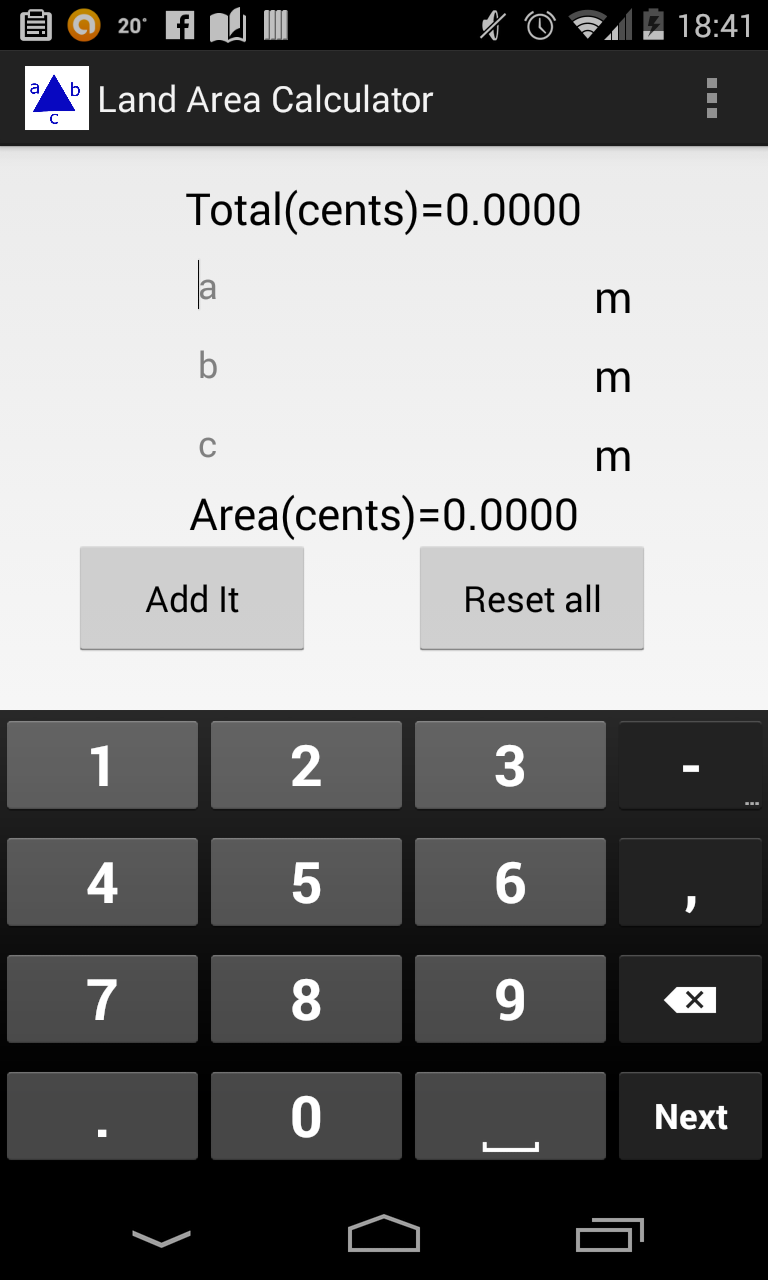 20° 18:41
a b c Land Area Calculator
Total(cents)=0.0000
a m
b m
c m
Area(cents)=0.0000
Add It Reset all
1 2 3 -
4 5 6 ,
7 8 9
. 0 Next